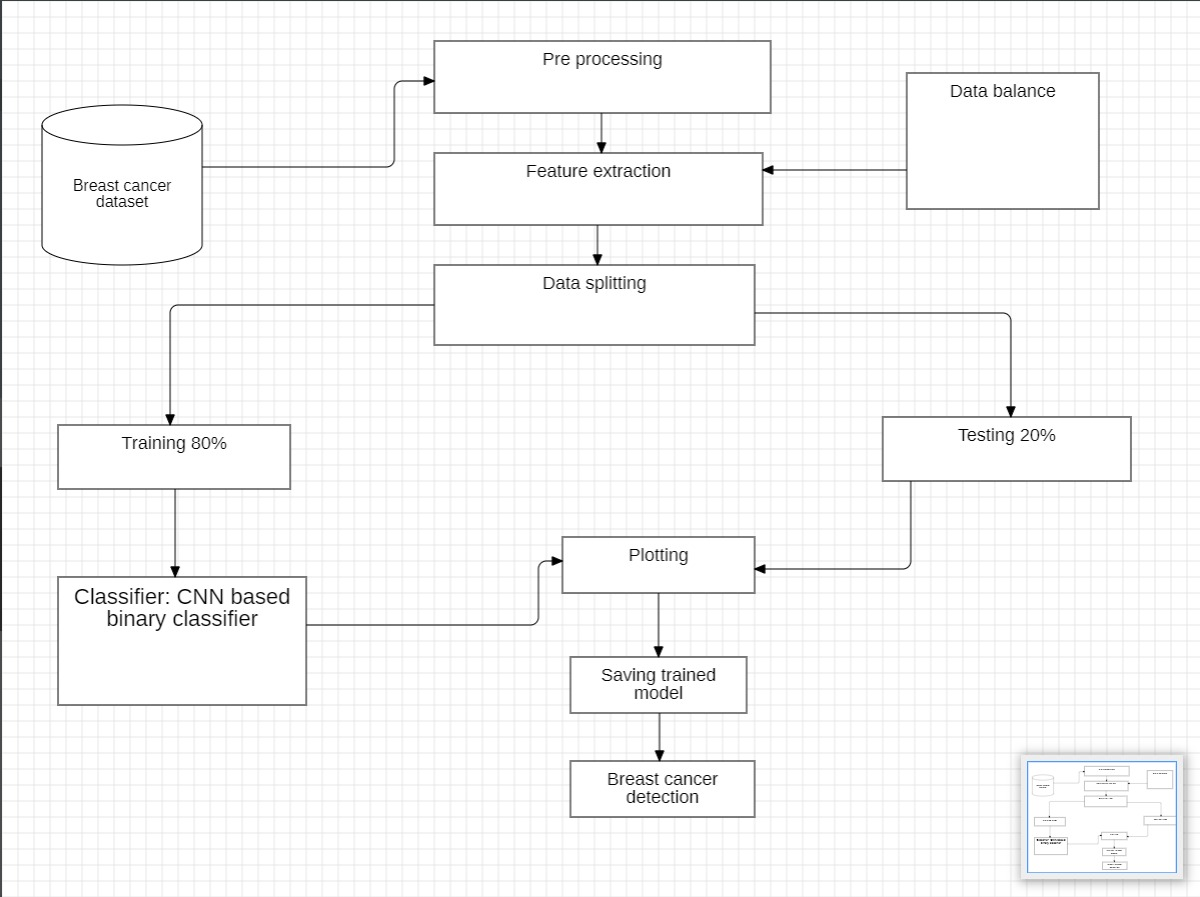 Pre processing
Data balance
Breast cancer
dataset
Feature extraction
Data splitting
Training 80%
Testing 20%
Classifier: CNN based
binary classifier
Plotting
Saving trained
model
Breast cancer
detection